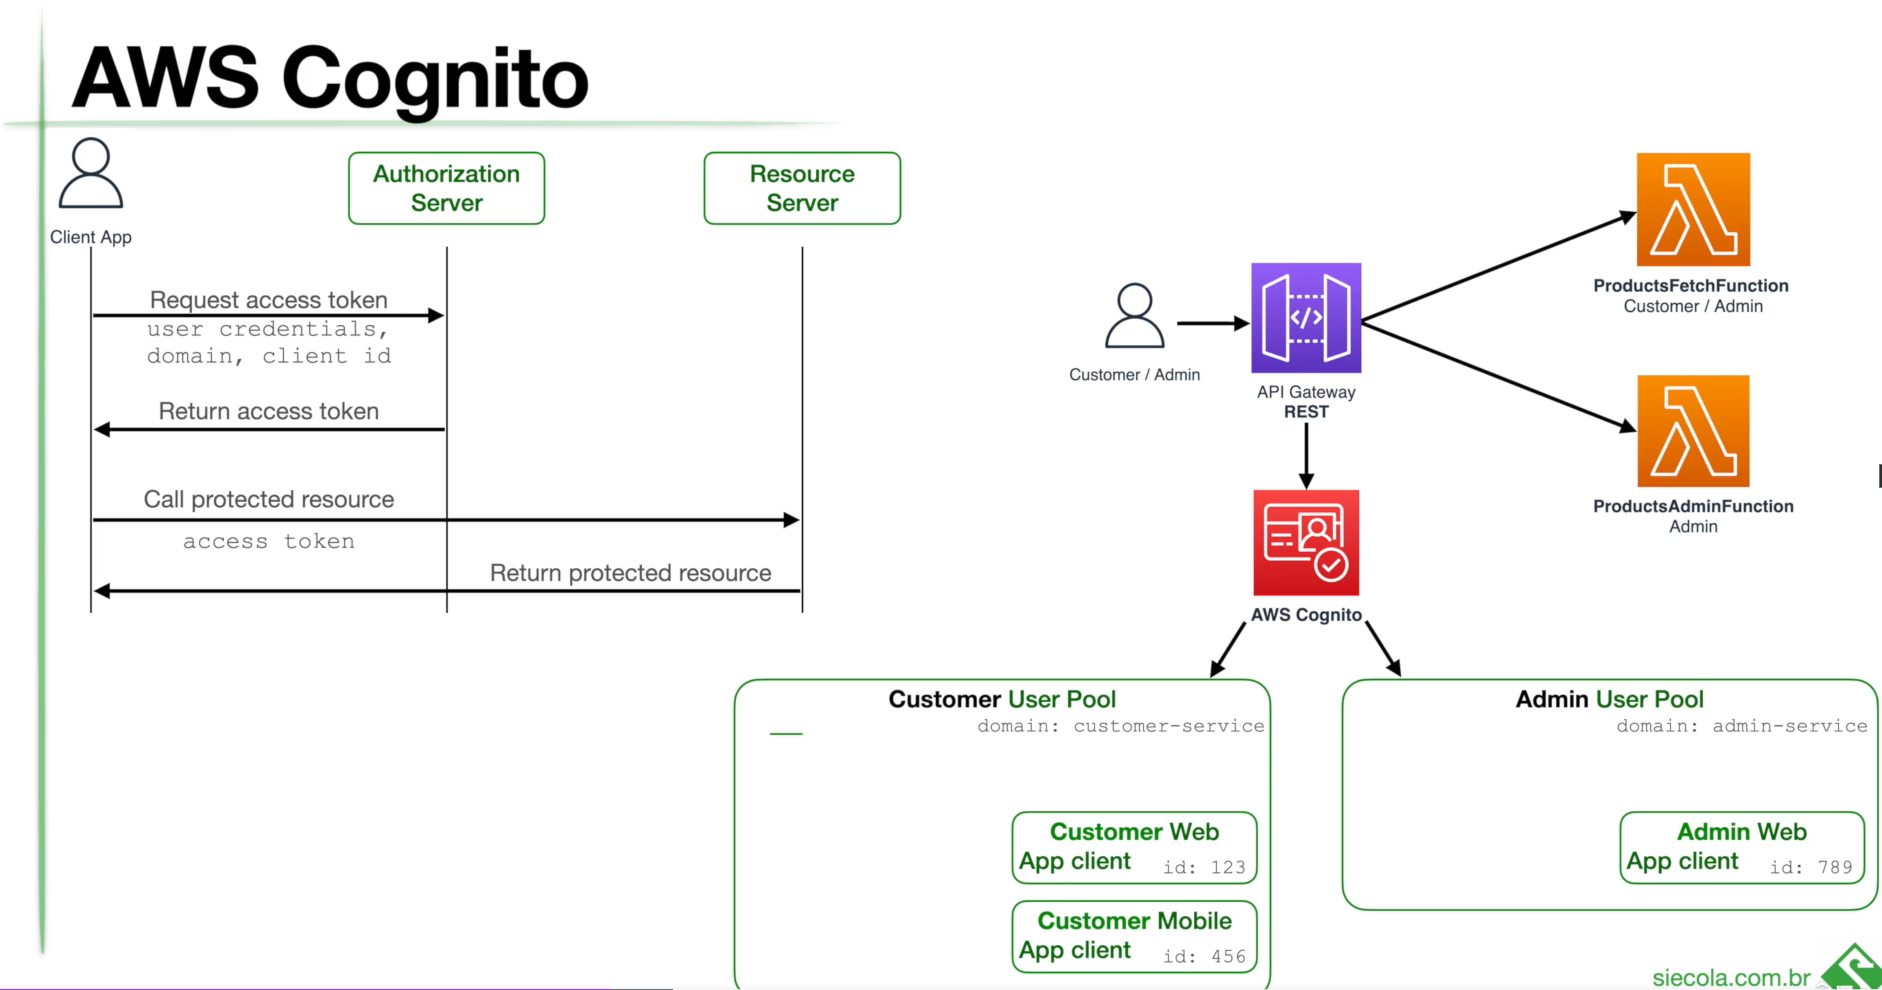 AWS Cognito
Client App
Authorization
Server
Resource
Server
Request access token
user credentials,
domain, client id
Return access token
Call protected resource
access token
Return protected resource
Customer / Admin
API Gateway
REST
AWS Cognito
ProductsFetchFunction
Customer / Admin
ProductsAdminFunction
Admin
Customer User Pool
domain: customer-service
Customer Web
App client id: 123
Customer Mobile
App client id: 456
Admin User Pool
domain: admin-service
Admin Web
App client id: 789
siecola.com.br